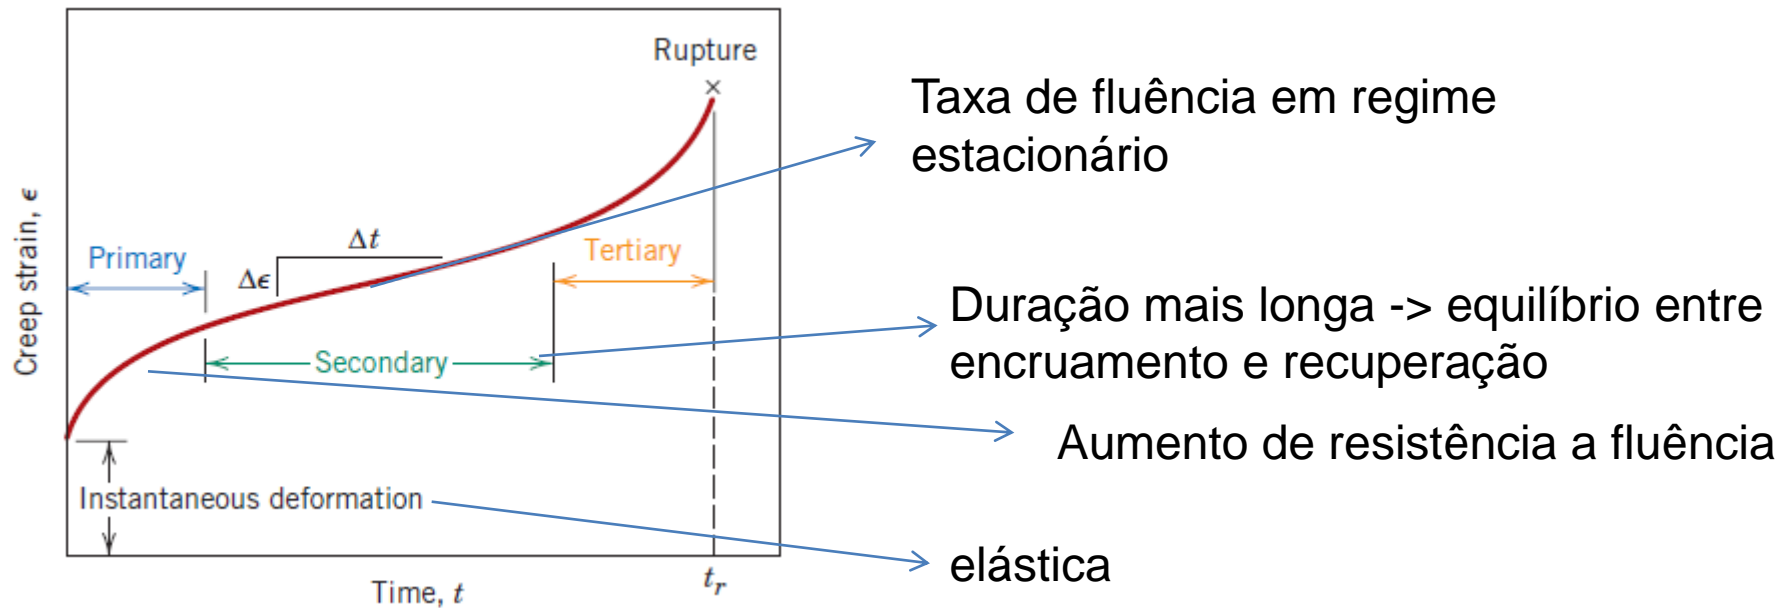 Rupture
Taxa de fluência em regime
estacionário
Creep strain, ϵ
Primary
Δt
Δϵ
Tertiary
Secondary
Duração mais longa -> equilíbrio entre
encruamento e recuperação
Aumento de resistência a fluência
Instantaneous deformation
elástica
Time, t
tr